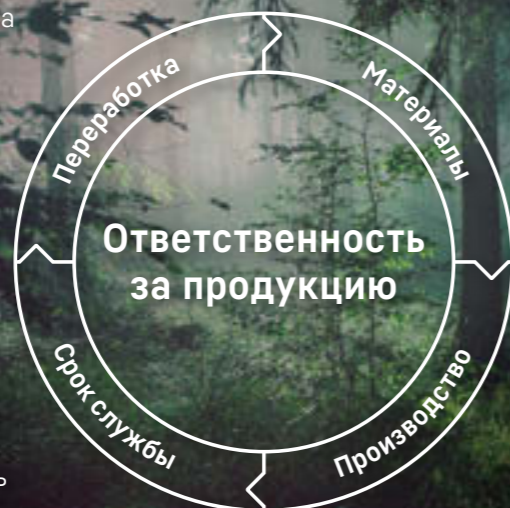 а
Переработка
Материалы
Ответственность
за продукцию
Срок службы
Производство
ь